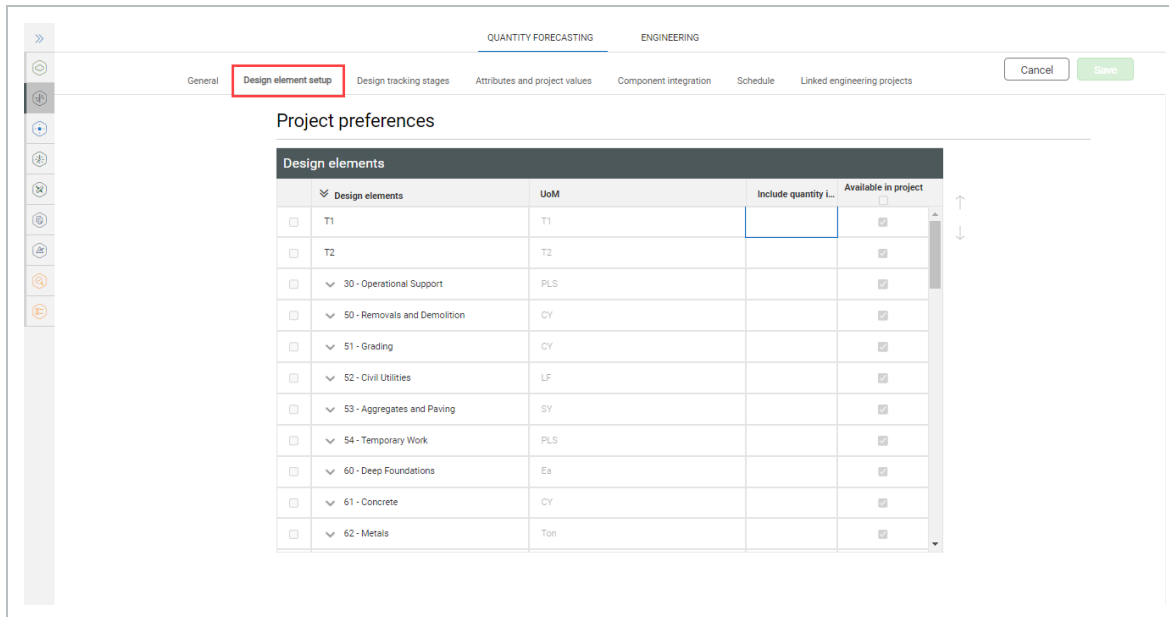 QUANTITY FORECASTING ENGINEERING
General Design element setup Design tracking stages Attributes and project values Component integration Schedule Linked engineering projects Cancel Save
Project preferences
Design elements
Design elements UoM Include quantity i... Available in project
T1 T1
T2 T2
30 - Operational Support PLS
50 - Removals and Demolition CY
51 - Grading CY
52 - Civil Utilities LF
53 - Aggregates and Paving SY
54 - Temporary Work PLS
60 - Deep Foundations Ea
61 - Concrete CY
62 - Metals Ton